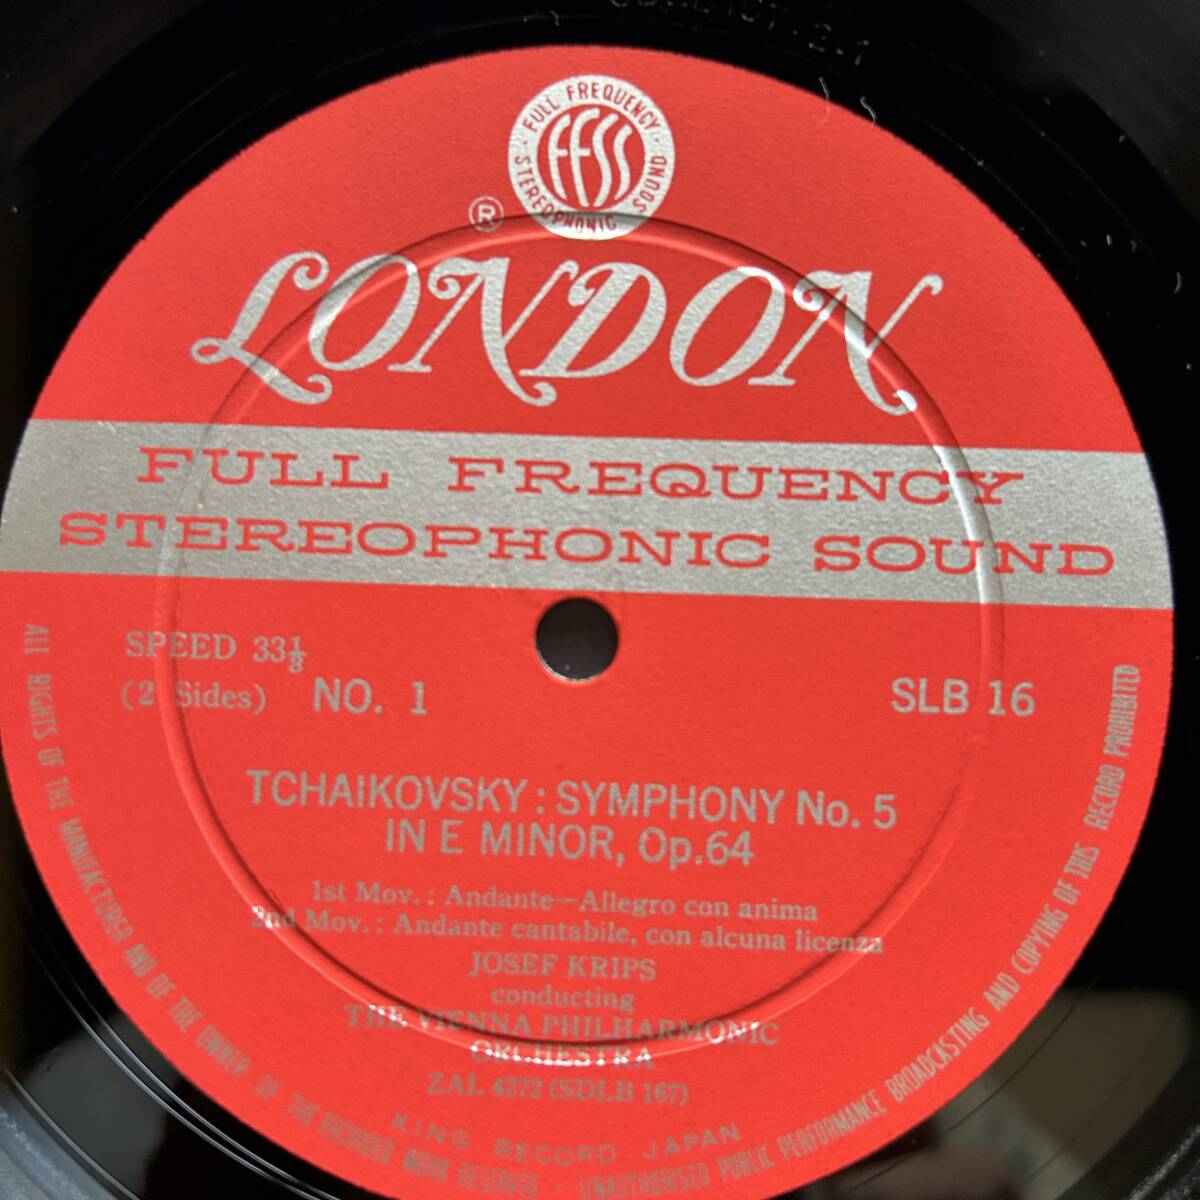 FULL FREQUENCY
STEREOPHONIC SOUND
FFSS
®
LONDON
FULL FREQUENCY
STEREOPHONIC SOUND
SPEED 33⅓
(2 Sides) NO. 1
SLB 16
TCHAiKOVSKY : SYMPHONY No. 5
IN E MINOR, Op.64
1st Mov. : Andante—Allegro con anima
2nd Mov. : Andante cantabile, con alcuna licenza
JOSEF KRIPS
conducting
THE VIENNA PHILHARMONIC
ORCHESTRA
ZAL 4272 (SDLB 167)
KING RECORD JAPAN
ALL RIGHTS OF THE MANUFACTURER AND OF THE OWNER OF THE RECORDED WORK RESERVED - UNAUTHORISED PUBLIC PERFORMANCE BROADCASTING AND COPYING OF THIS RECORD PROHIBITED